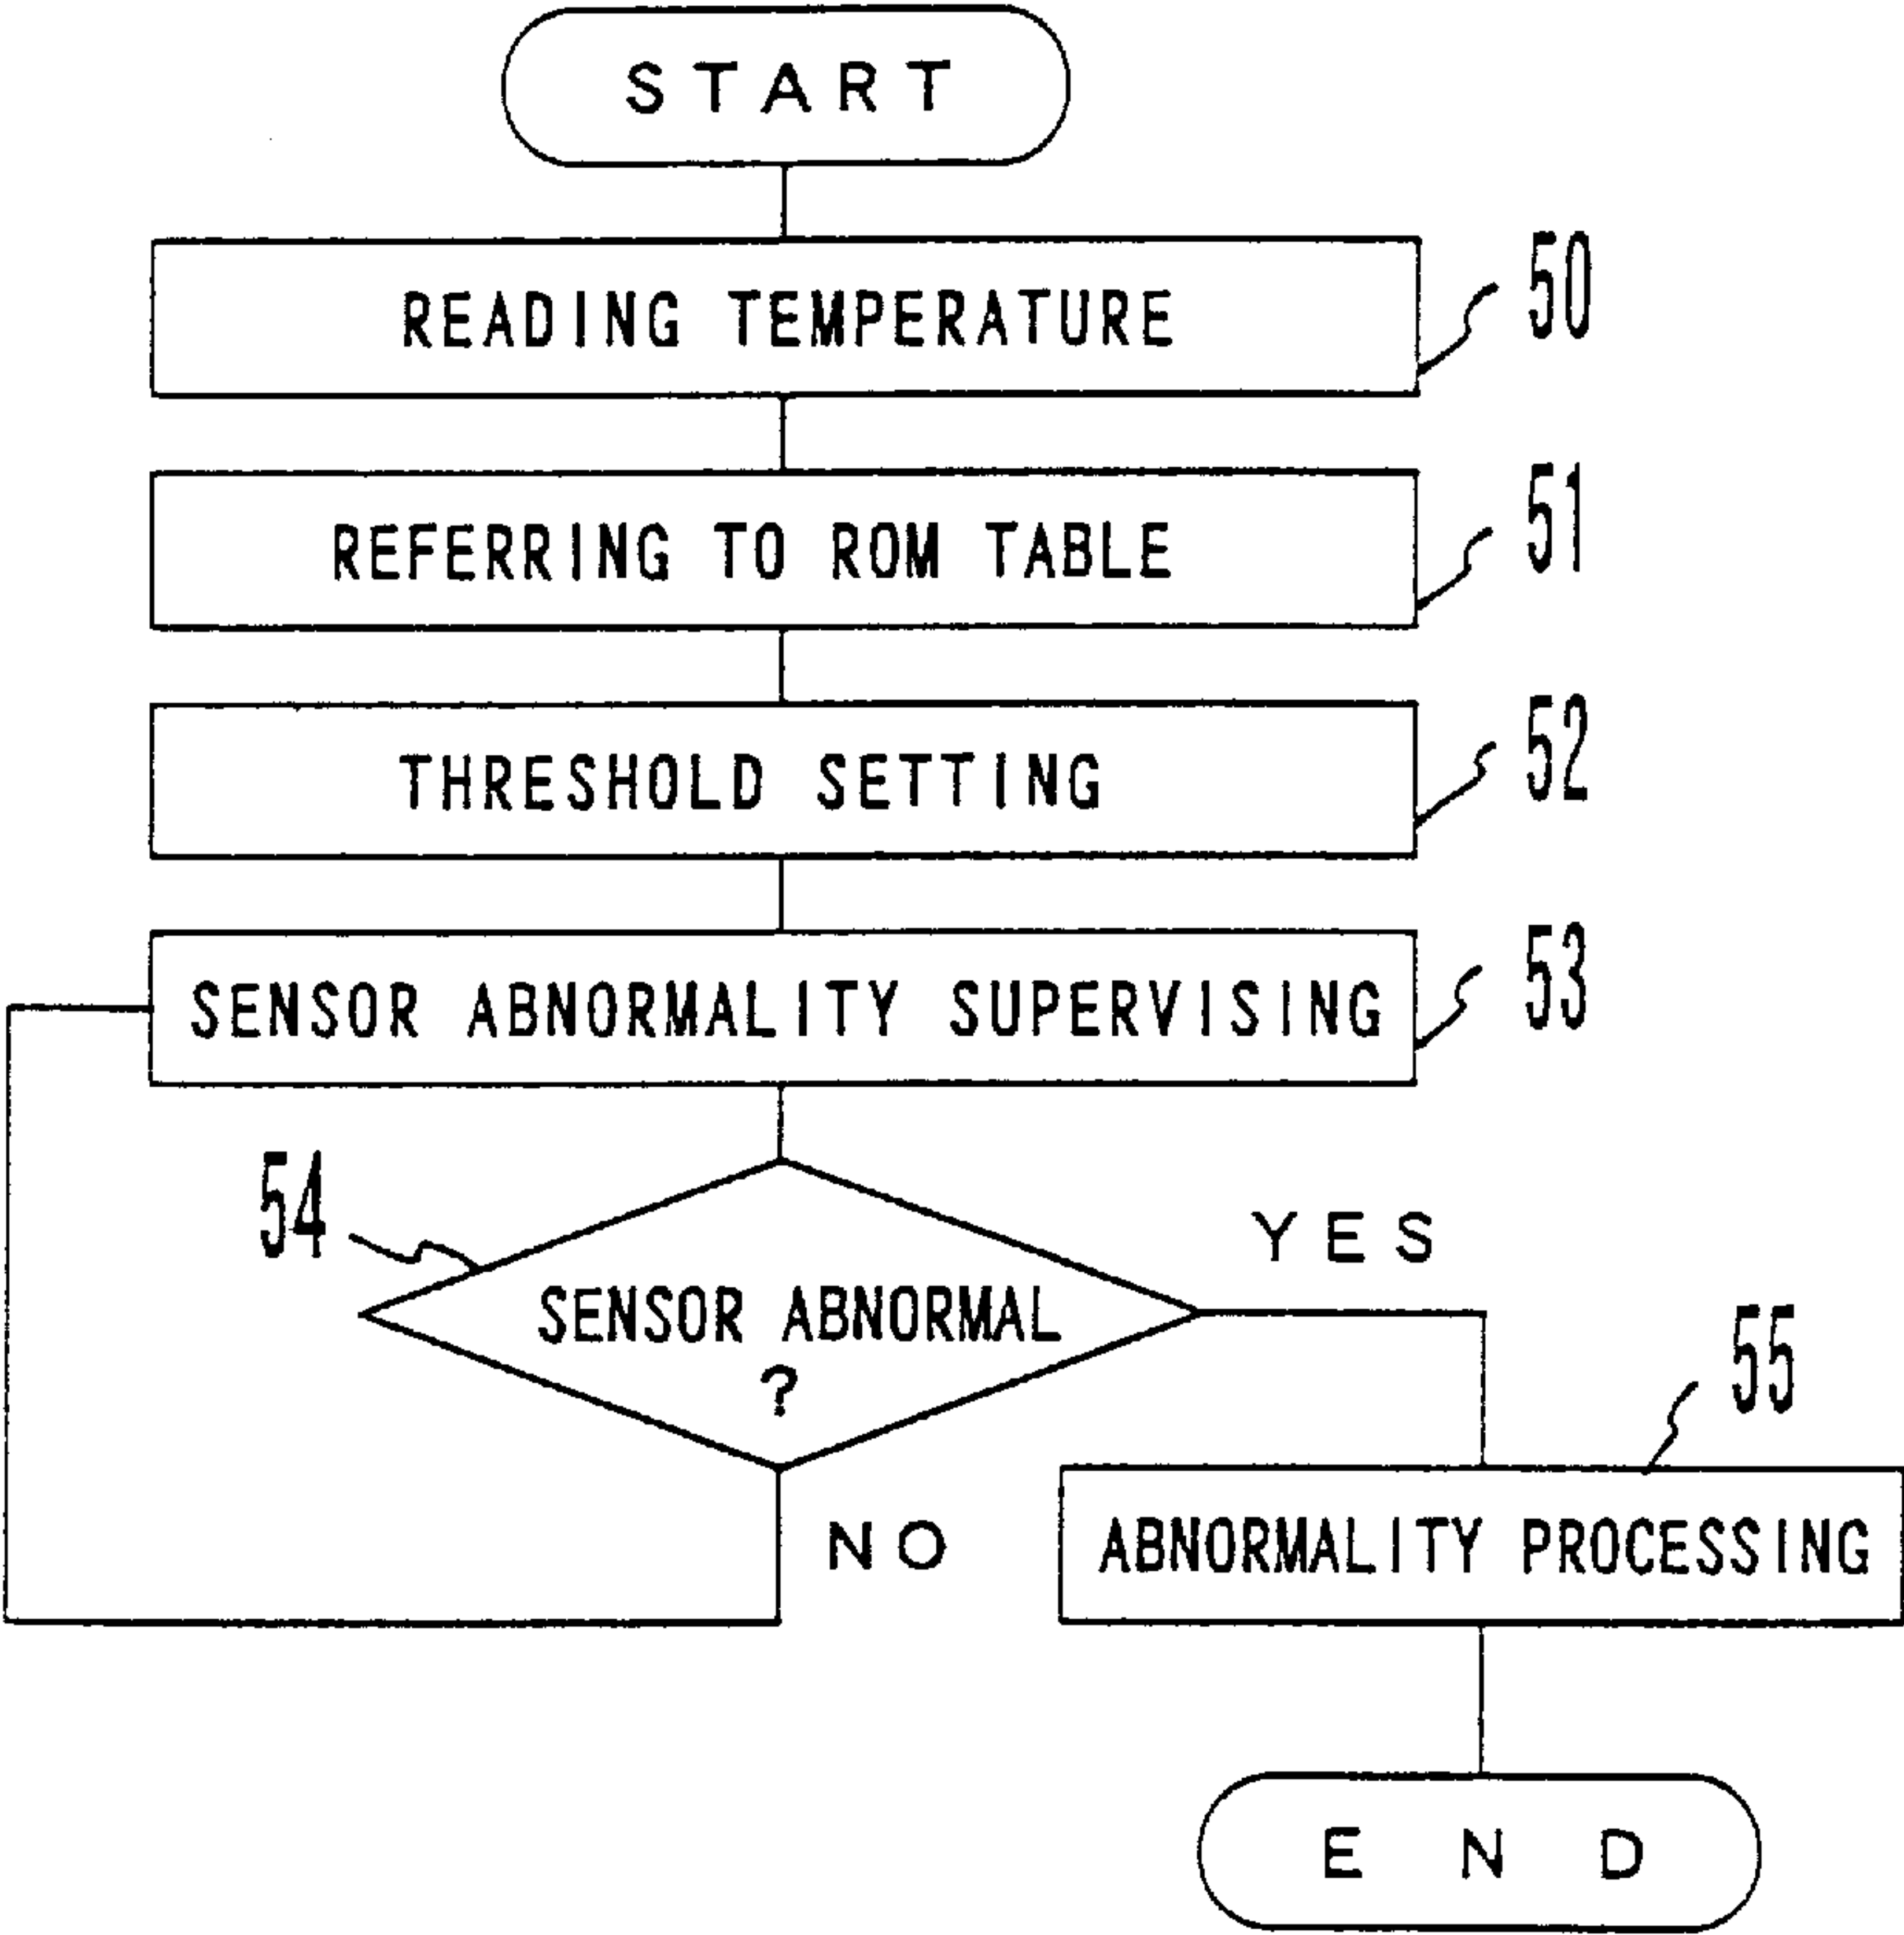 START
READING TEMPERATURE
50
REFERRING TO ROM TABLE
51
THRESHOLD SETTING
52
SENSOR ABNORMALITY SUPERVISING
53
54
YES
SENSOR ABNORMAL
?
55
NO
ABNORMALITY PROCESSING
END